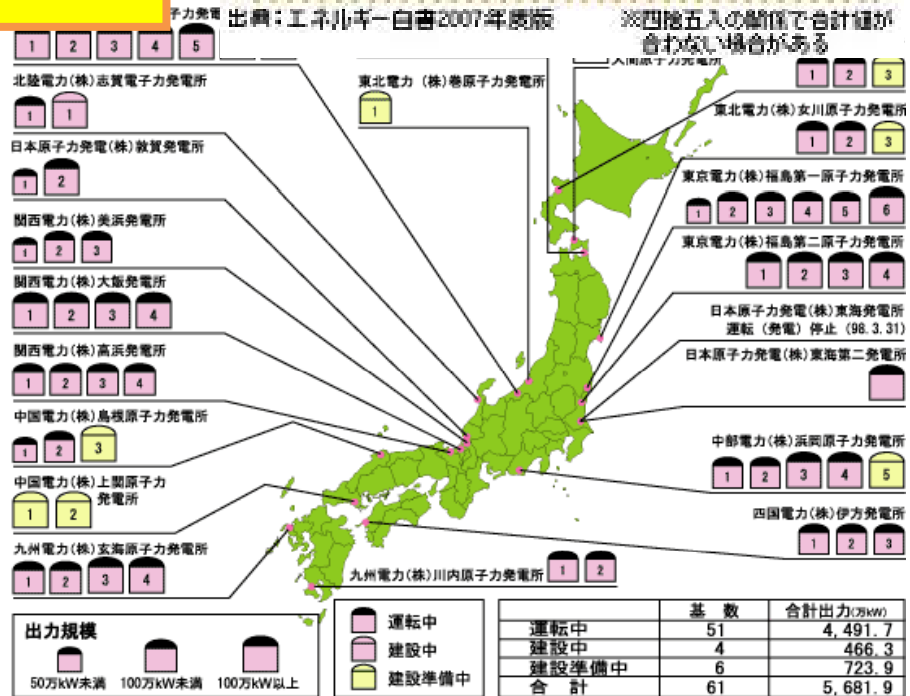 出典：エネルギー白書2007年度版
※四捨五入の関係で合計値が
合わない場合がある
子力発電
1 2 3 4 5
北陸電力(株)志賀電子力発電所
1 1
日本原子力発電(株)敦賀発電所
1 2
関西電力(株)美浜発電所
1 2 3
関西電力(株)大飯発電所
1 2 3 4
関西電力(株)高浜発電所
1 2 3 4
中国電力(株)島根原子力発電所
1 2 3
中国電力(株)上関原子力
発電所
1 2
九州電力(株)玄海原子力発電所
1 2 3 4
東北電力 (株)巻原子力発電所
1
大間原子力発電所
1 2 3
東北電力(株)女川原子力発電所
1 2 3
東京電力(株)福島第一原子力発電所
1 2 3 4 5 6
東京電力(株)福島第二原子力発電所
1 2 3 4
日本原子力発電(株)東海発電所
運転 (発電) 停止 (98.3.31)
日本原子力発電(株)東海第二発電所
中部電力(株)浜岡原子力発電所
1 2 3 4 5
四国電力(株)伊方発電所
1 2 3
九州電力(株)川内原子力発電所
1 2
出力規模
50万kW未満 100万kW未満 100万kW以上
運転中
建設中
建設準備中
基 数 合計出力(万kW)
運転中 51 4,491.7
建設中 4 466.3
建設準備中 6 723.9
合 計 61 5,681.9